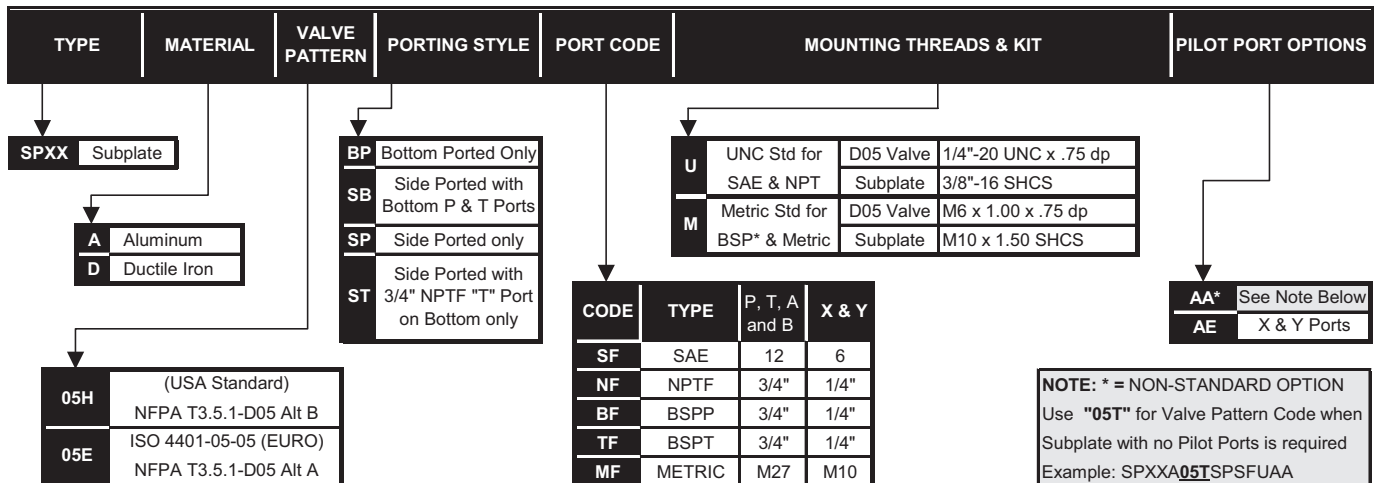 TYPE
MATERIAL
VALVE
PATTERN
PORTING STYLE
PORT CODE
MOUNTING THREADS & KIT
PILOT PORT OPTIONS
SPXX Subplate
A Aluminum
D Ductile Iron
05H (USA Standard)
NFPA T3.5.1-D05 Alt B
05E ISO 4401-05-05 (EURO)
NFPA T3.5.1-D05 Alt A
BP Bottom Ported Only
SB Side Ported with
Bottom P & T Ports
SP Side Ported only
ST Side Ported with
3/4" NPTF "T" Port
on Bottom only
CODE TYPE P, T, A
and B X & Y
SF SAE 12 6
NF NPTF 3/4" 1/4"
BF BSPP 3/4" 1/4"
TF BSPT 3/4" 1/4"
MF METRIC M27 M10
U UNC Std for D05 Valve 1/4"-20 UNC x .75 dp
SAE & NPT Subplate 3/8"-16 SHCS
M Metric Std for D05 Valve M6 x 1.00 x .75 dp
BSP* & Metric Subplate M10 x 1.50 SHCS
AA* See Note Below
AE X & Y Ports
NOTE: * = NON-STANDARD OPTION
Use "05T" for Valve Pattern Code when
Subplate with no Pilot Ports is required
Example: SPXXA05TSPSFUAA